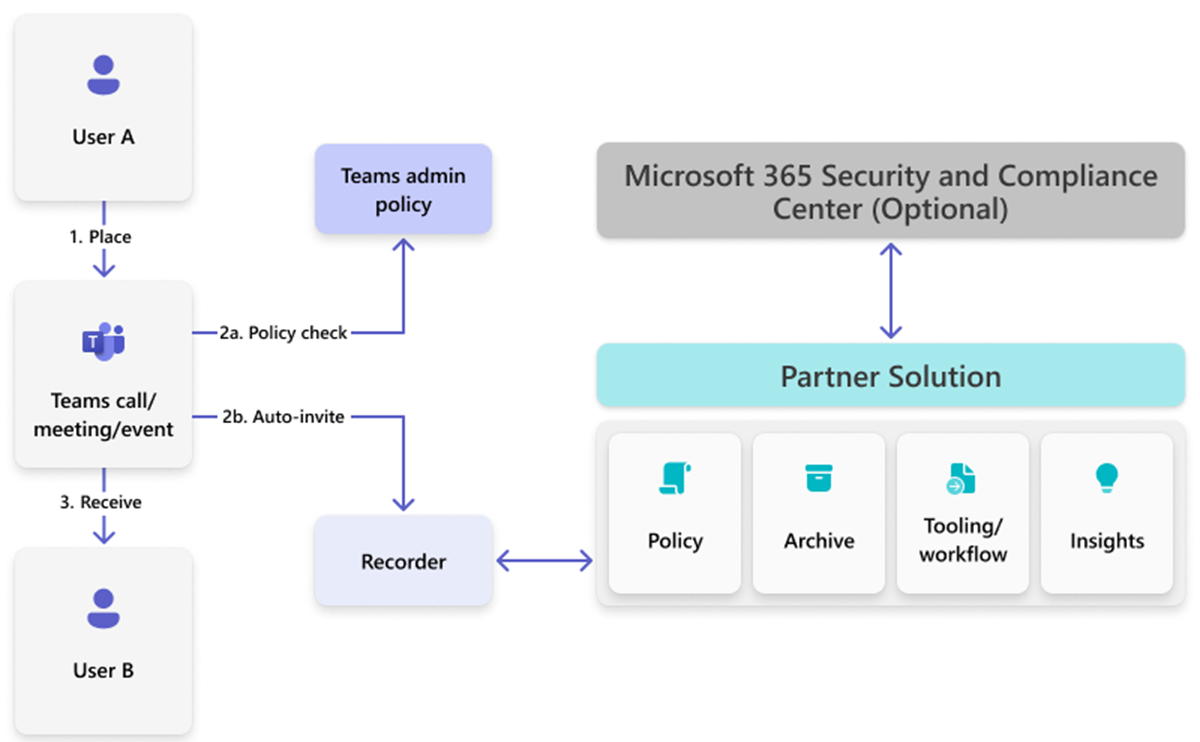 User A
1. Place
Teams admin
policy
Microsoft 365 Security and Compliance
Center (Optional)
2a. Policy check
T
Teams call/
meeting/event
2b. Auto-invite
Partner Solution
3. Receive
Recorder
Policy
Archive
Tooling/
workflow
Insights
User B